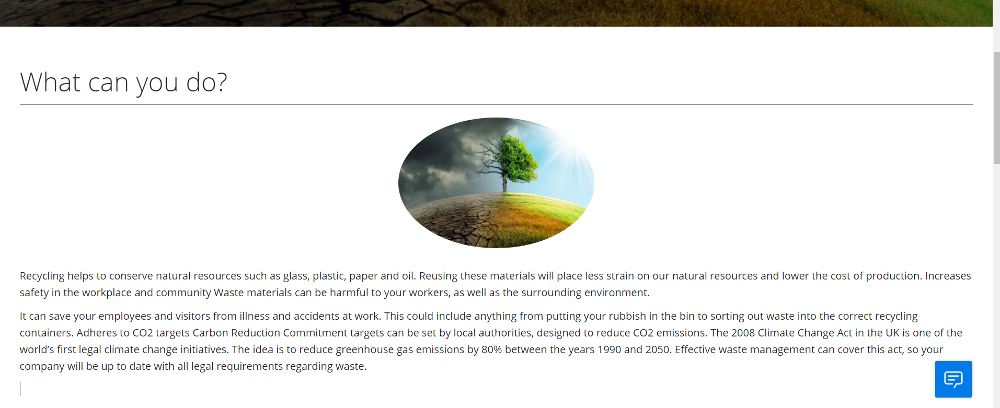 What can you do?
Recycling helps to conserve natural resources such as glass, plastic, paper and oil. Reusing these materials will place less strain on our natural resources and lower the cost of production. Increases
safety in the workplace and community Waste materials can be harmful to your workers, as well as the surrounding environment.
It can save your employees and visitors from illness and accidents at work. This could include anything from putting your rubbish in the bin to sorting out waste into the correct recycling
containers. Adheres to CO2 targets Carbon Reduction Commitment targets can be set by local authorities, designed to reduce CO2 emissions. The 2008 Climate Change Act in the UK is one of the
world’s first legal climate change initiatives. The idea is to reduce greenhouse gas emissions by 80% between the years 1990 and 2050. Effective waste management can cover this act, so your
company will be up to date with all legal requirements regarding waste.